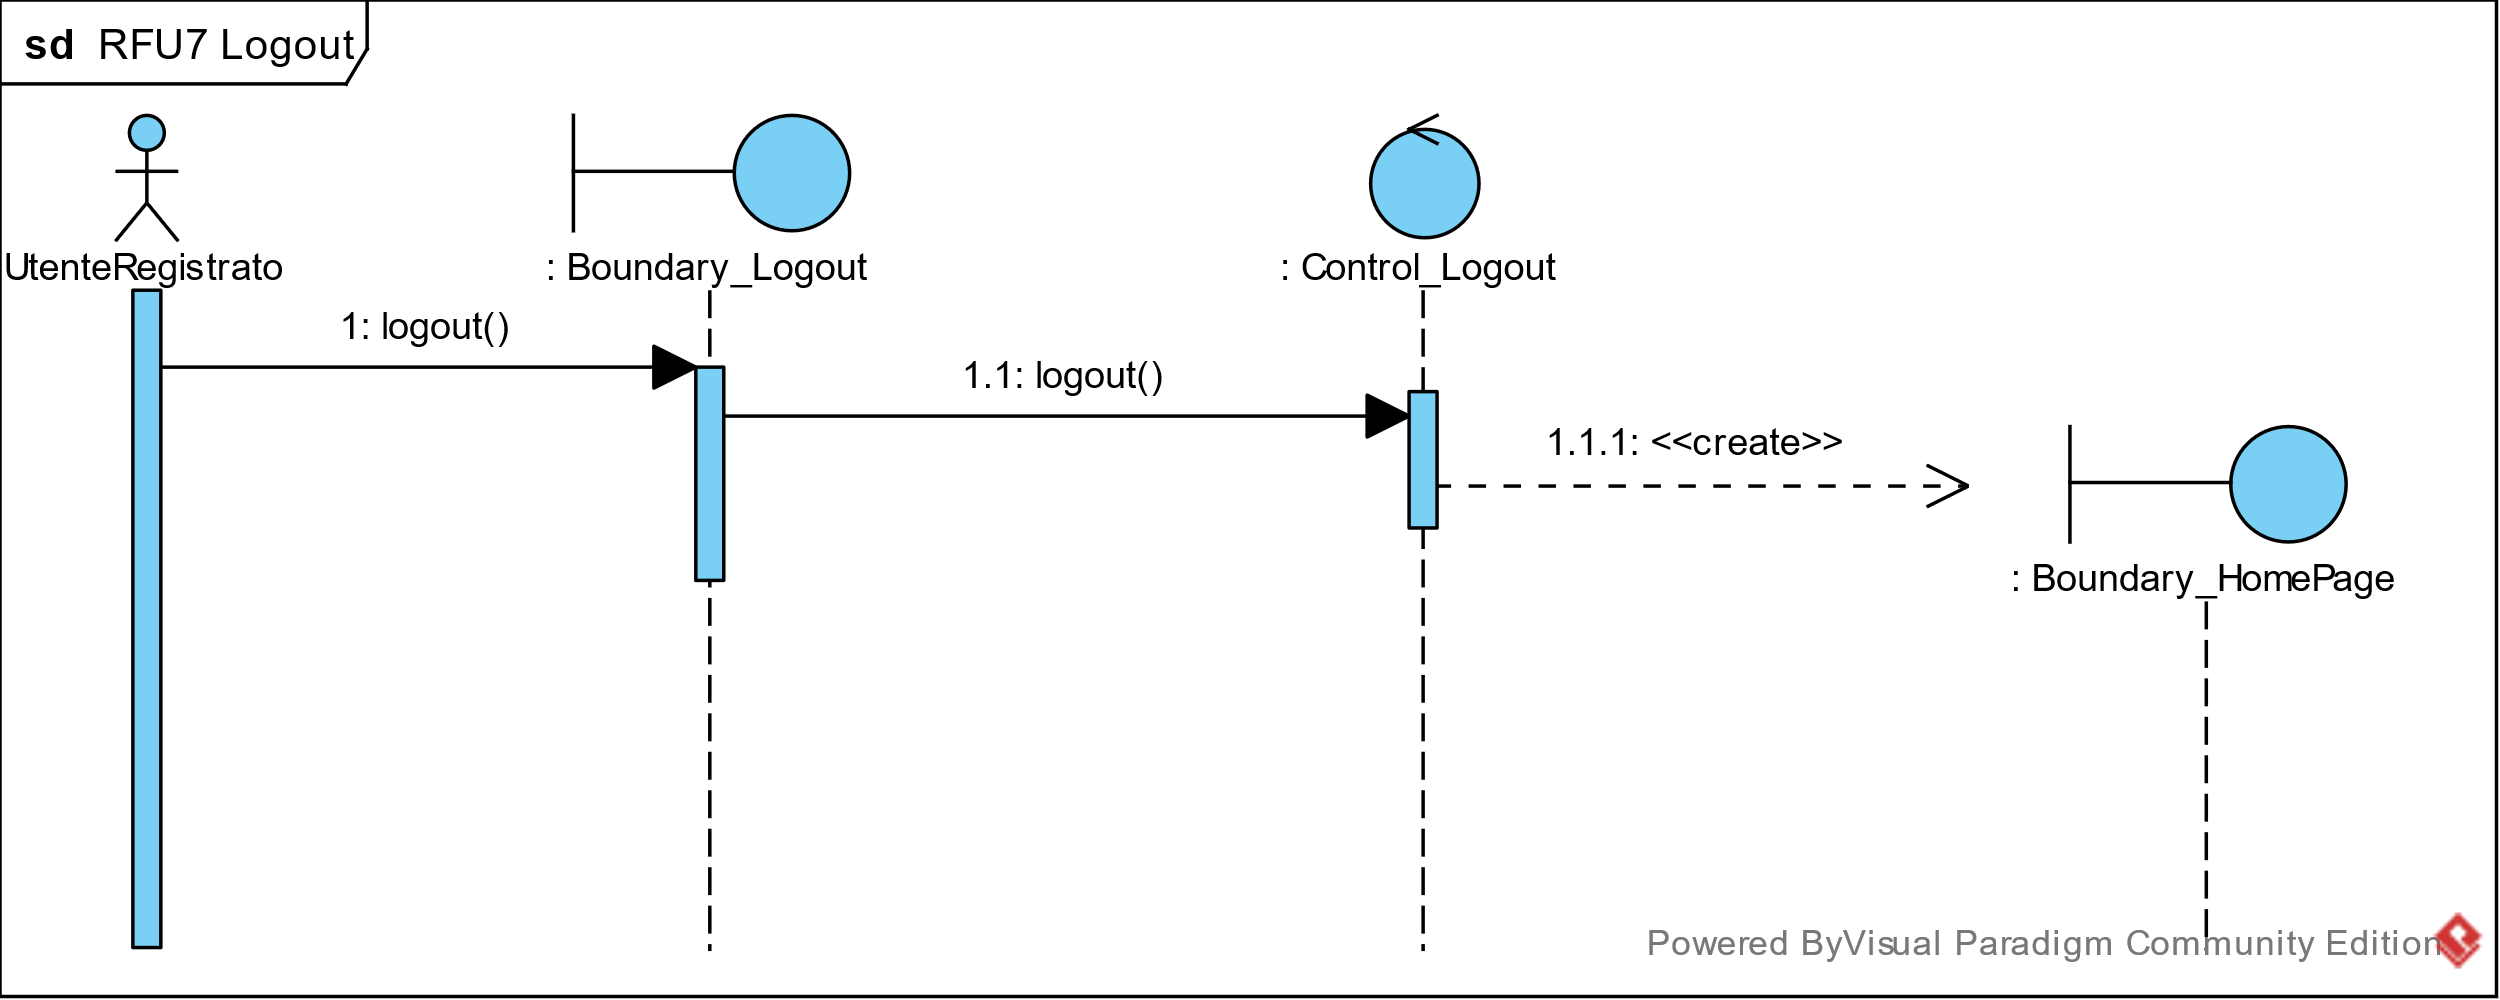 sd RFU7 Logout
UtenteRegistrato
: Boundary_Logout
: Control_Logout
1: logout()
1.1: logout()
1.1.1: <<create>>
: Boundary_HomePage
Powered ByVisual Paradigm Community Edition